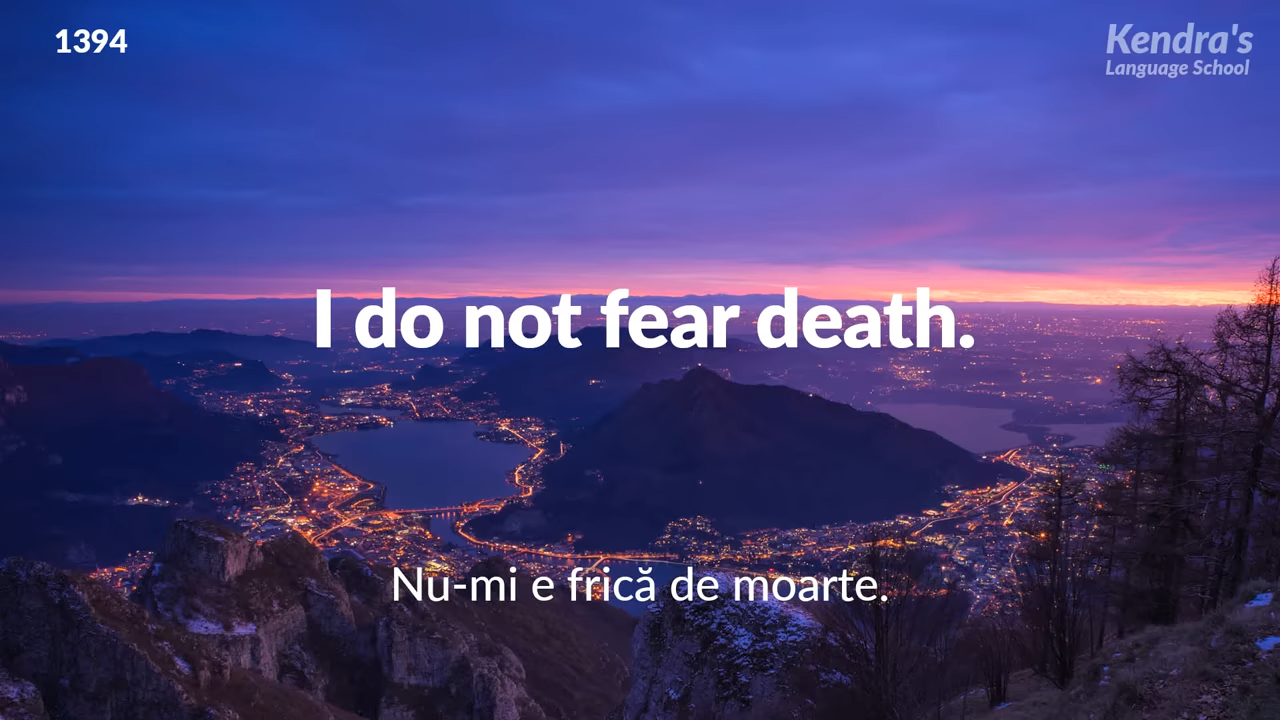 1394
Kendra's
Language School
I do not fear death.
Nu-mi e frică de moarte.